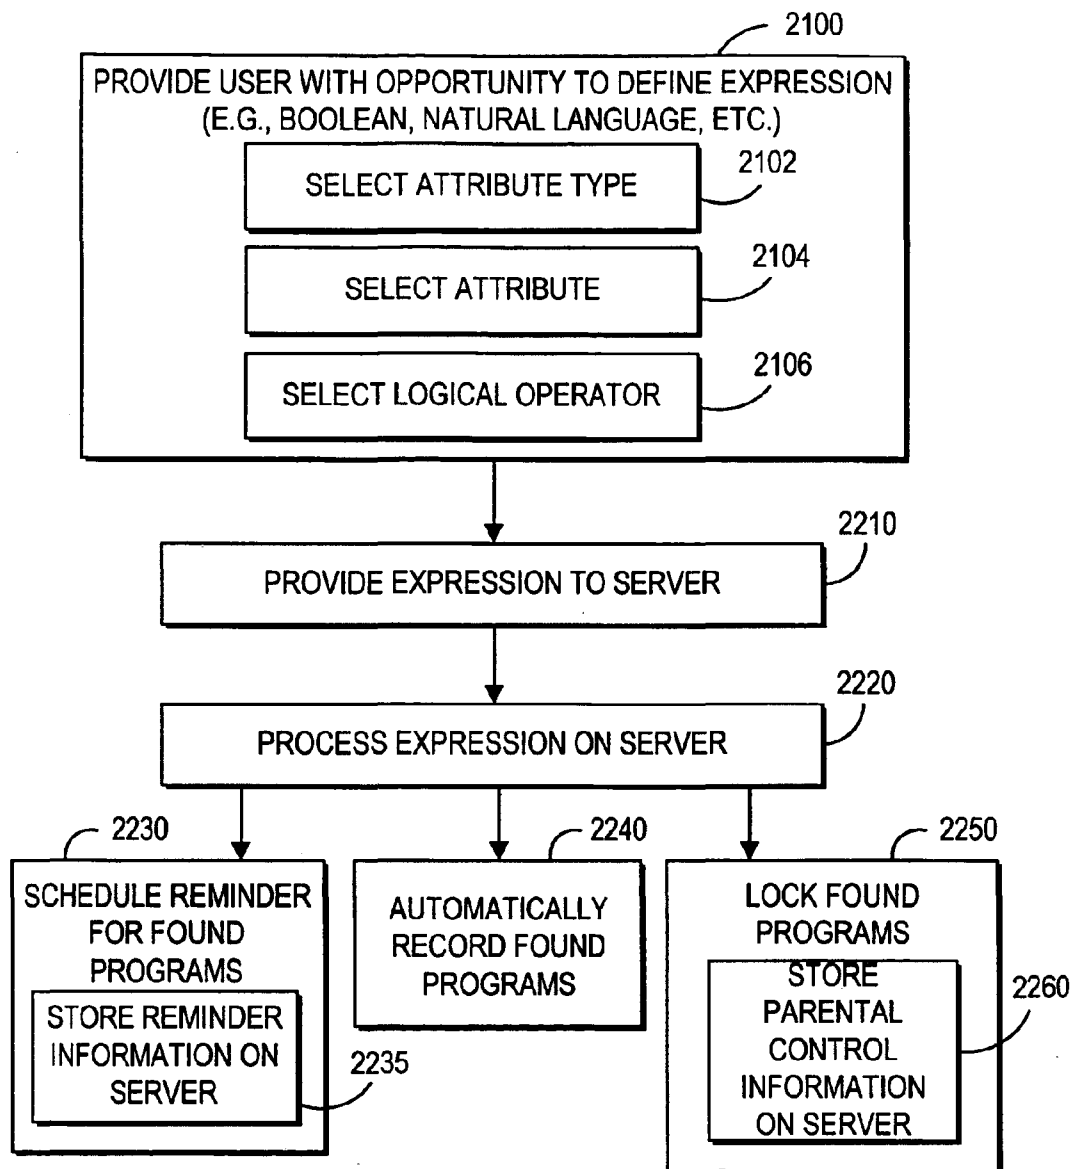 2100
PROVIDE USER WITH OPPORTUNITY TO DEFINE EXPRESSION
(E.G., BOOLEAN, NATURAL LANGUAGE, ETC.)
2102
SELECT ATTRIBUTE TYPE
2104
SELECT ATTRIBUTE
2106
SELECT LOGICAL OPERATOR
2210
PROVIDE EXPRESSION TO SERVER
2220
PROCESS EXPRESSION ON SERVER
2230
SCHEDULE REMINDER
FOR FOUND
PROGRAMS
STORE REMINDER
INFORMATION ON
SERVER
2235
2240
AUTOMATICALLY
RECORD FOUND
PROGRAMS
2250
LOCK FOUND
PROGRAMS
STORE
PARENTAL
CONTROL
INFORMATION
ON SERVER
2260